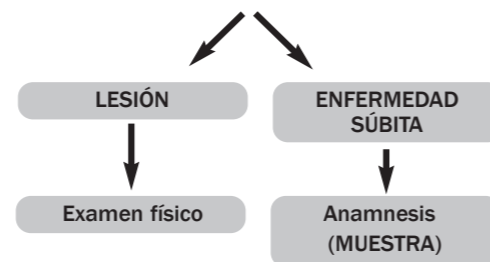 LESIÓN
ENFERMEDAD
SÚBITA
Examen físico
Anamnesis
(MUESTRA)